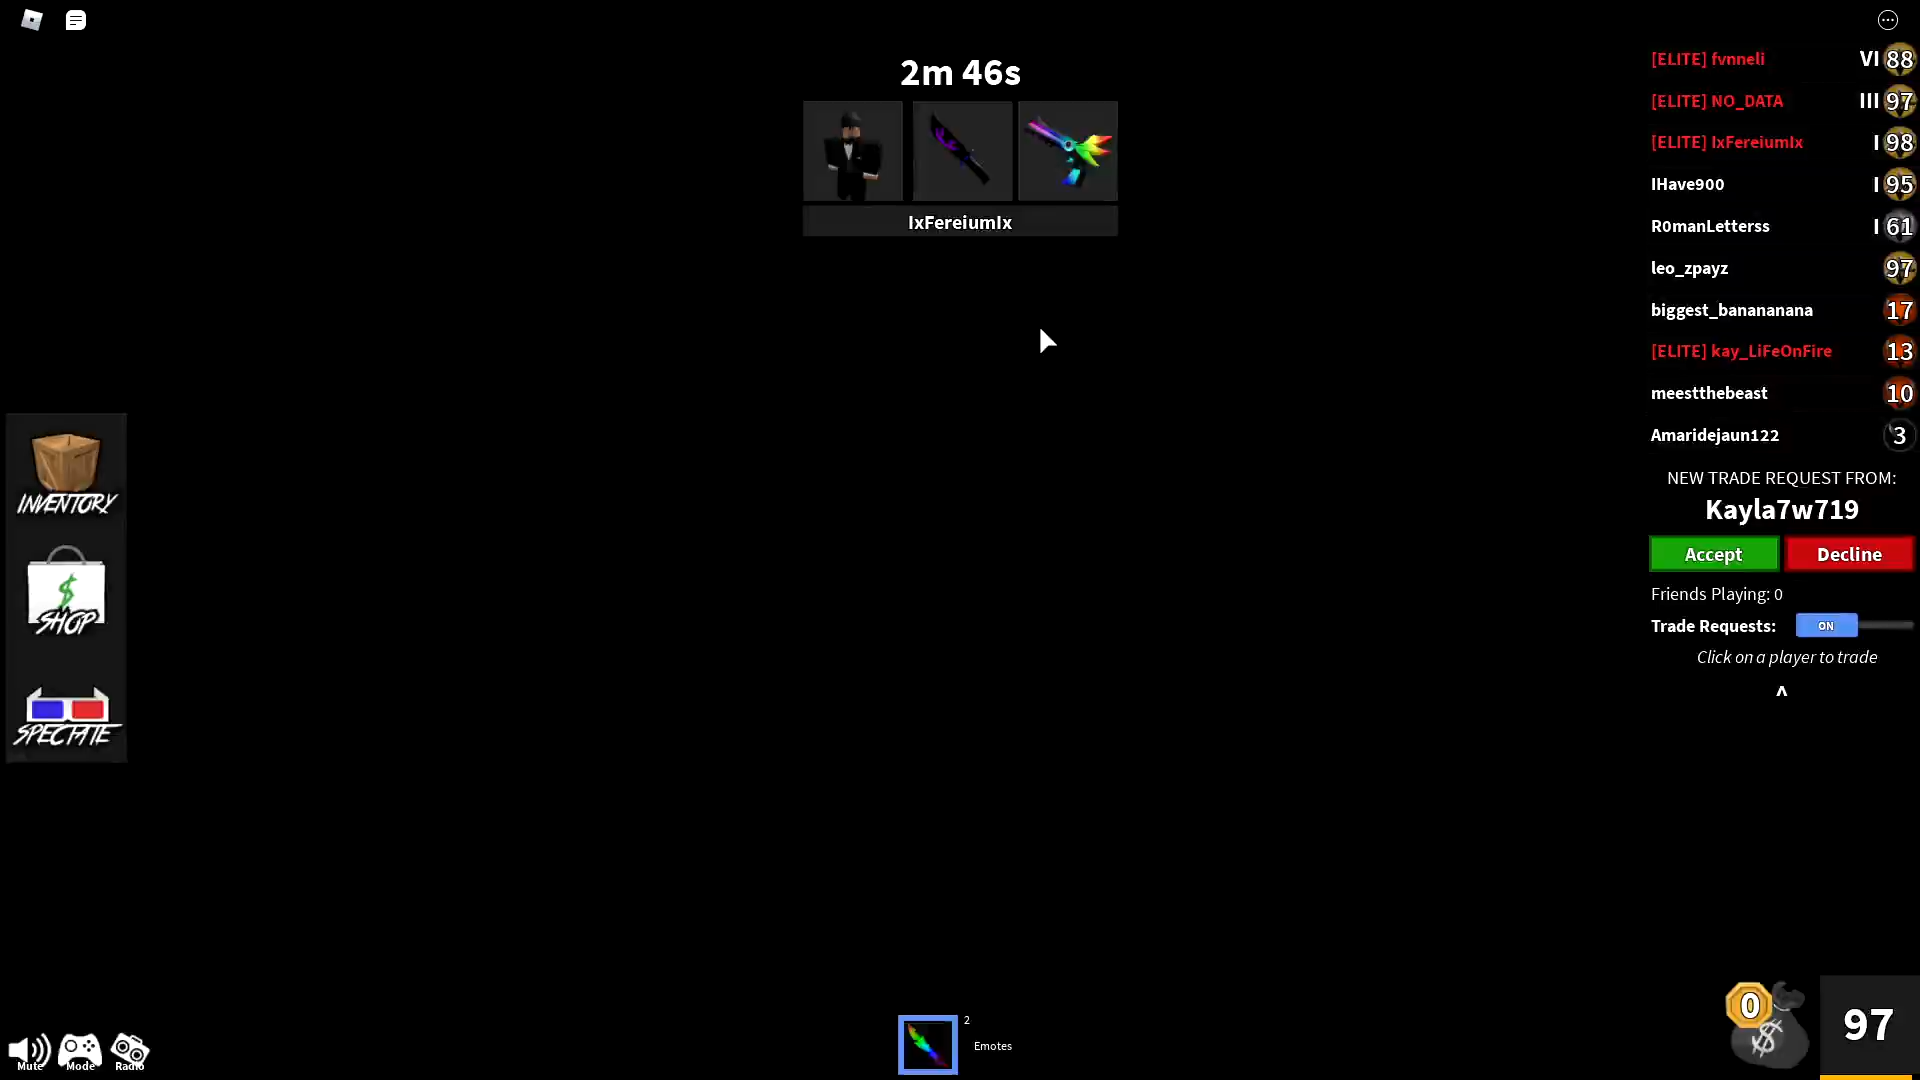 2m 46s
IxFereiumIx
[ELITE] fvnneli VI 88
[ELITE] NO_DATA III 97
[ELITE] IxFereiumIx I 98
IHave900 I 95
R0manLetterss I 61
leo_zpayz 97
biggest_banananana 17
[ELITE] kay_LiFeOnFire 13
meestthebeast 10
Amaridejaun122 3
NEW TRADE REQUEST FROM:
Kayla7w719
Accept Decline
Friends Playing: 0
Trade Requests: ON
Click on a player to trade
^
INVENTORY
$
SHOP
SPECTATE
Mute Mode Radio
2
Emotes
0
$
97